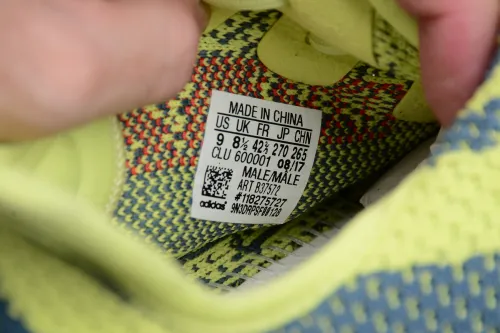 MADE IN CHINA
US UK FR JP CHN
9 8½ 42⅔ 270 265
CLU 600001 08/17
MALE/MÂLE
ART B37572
#118275727
adidas